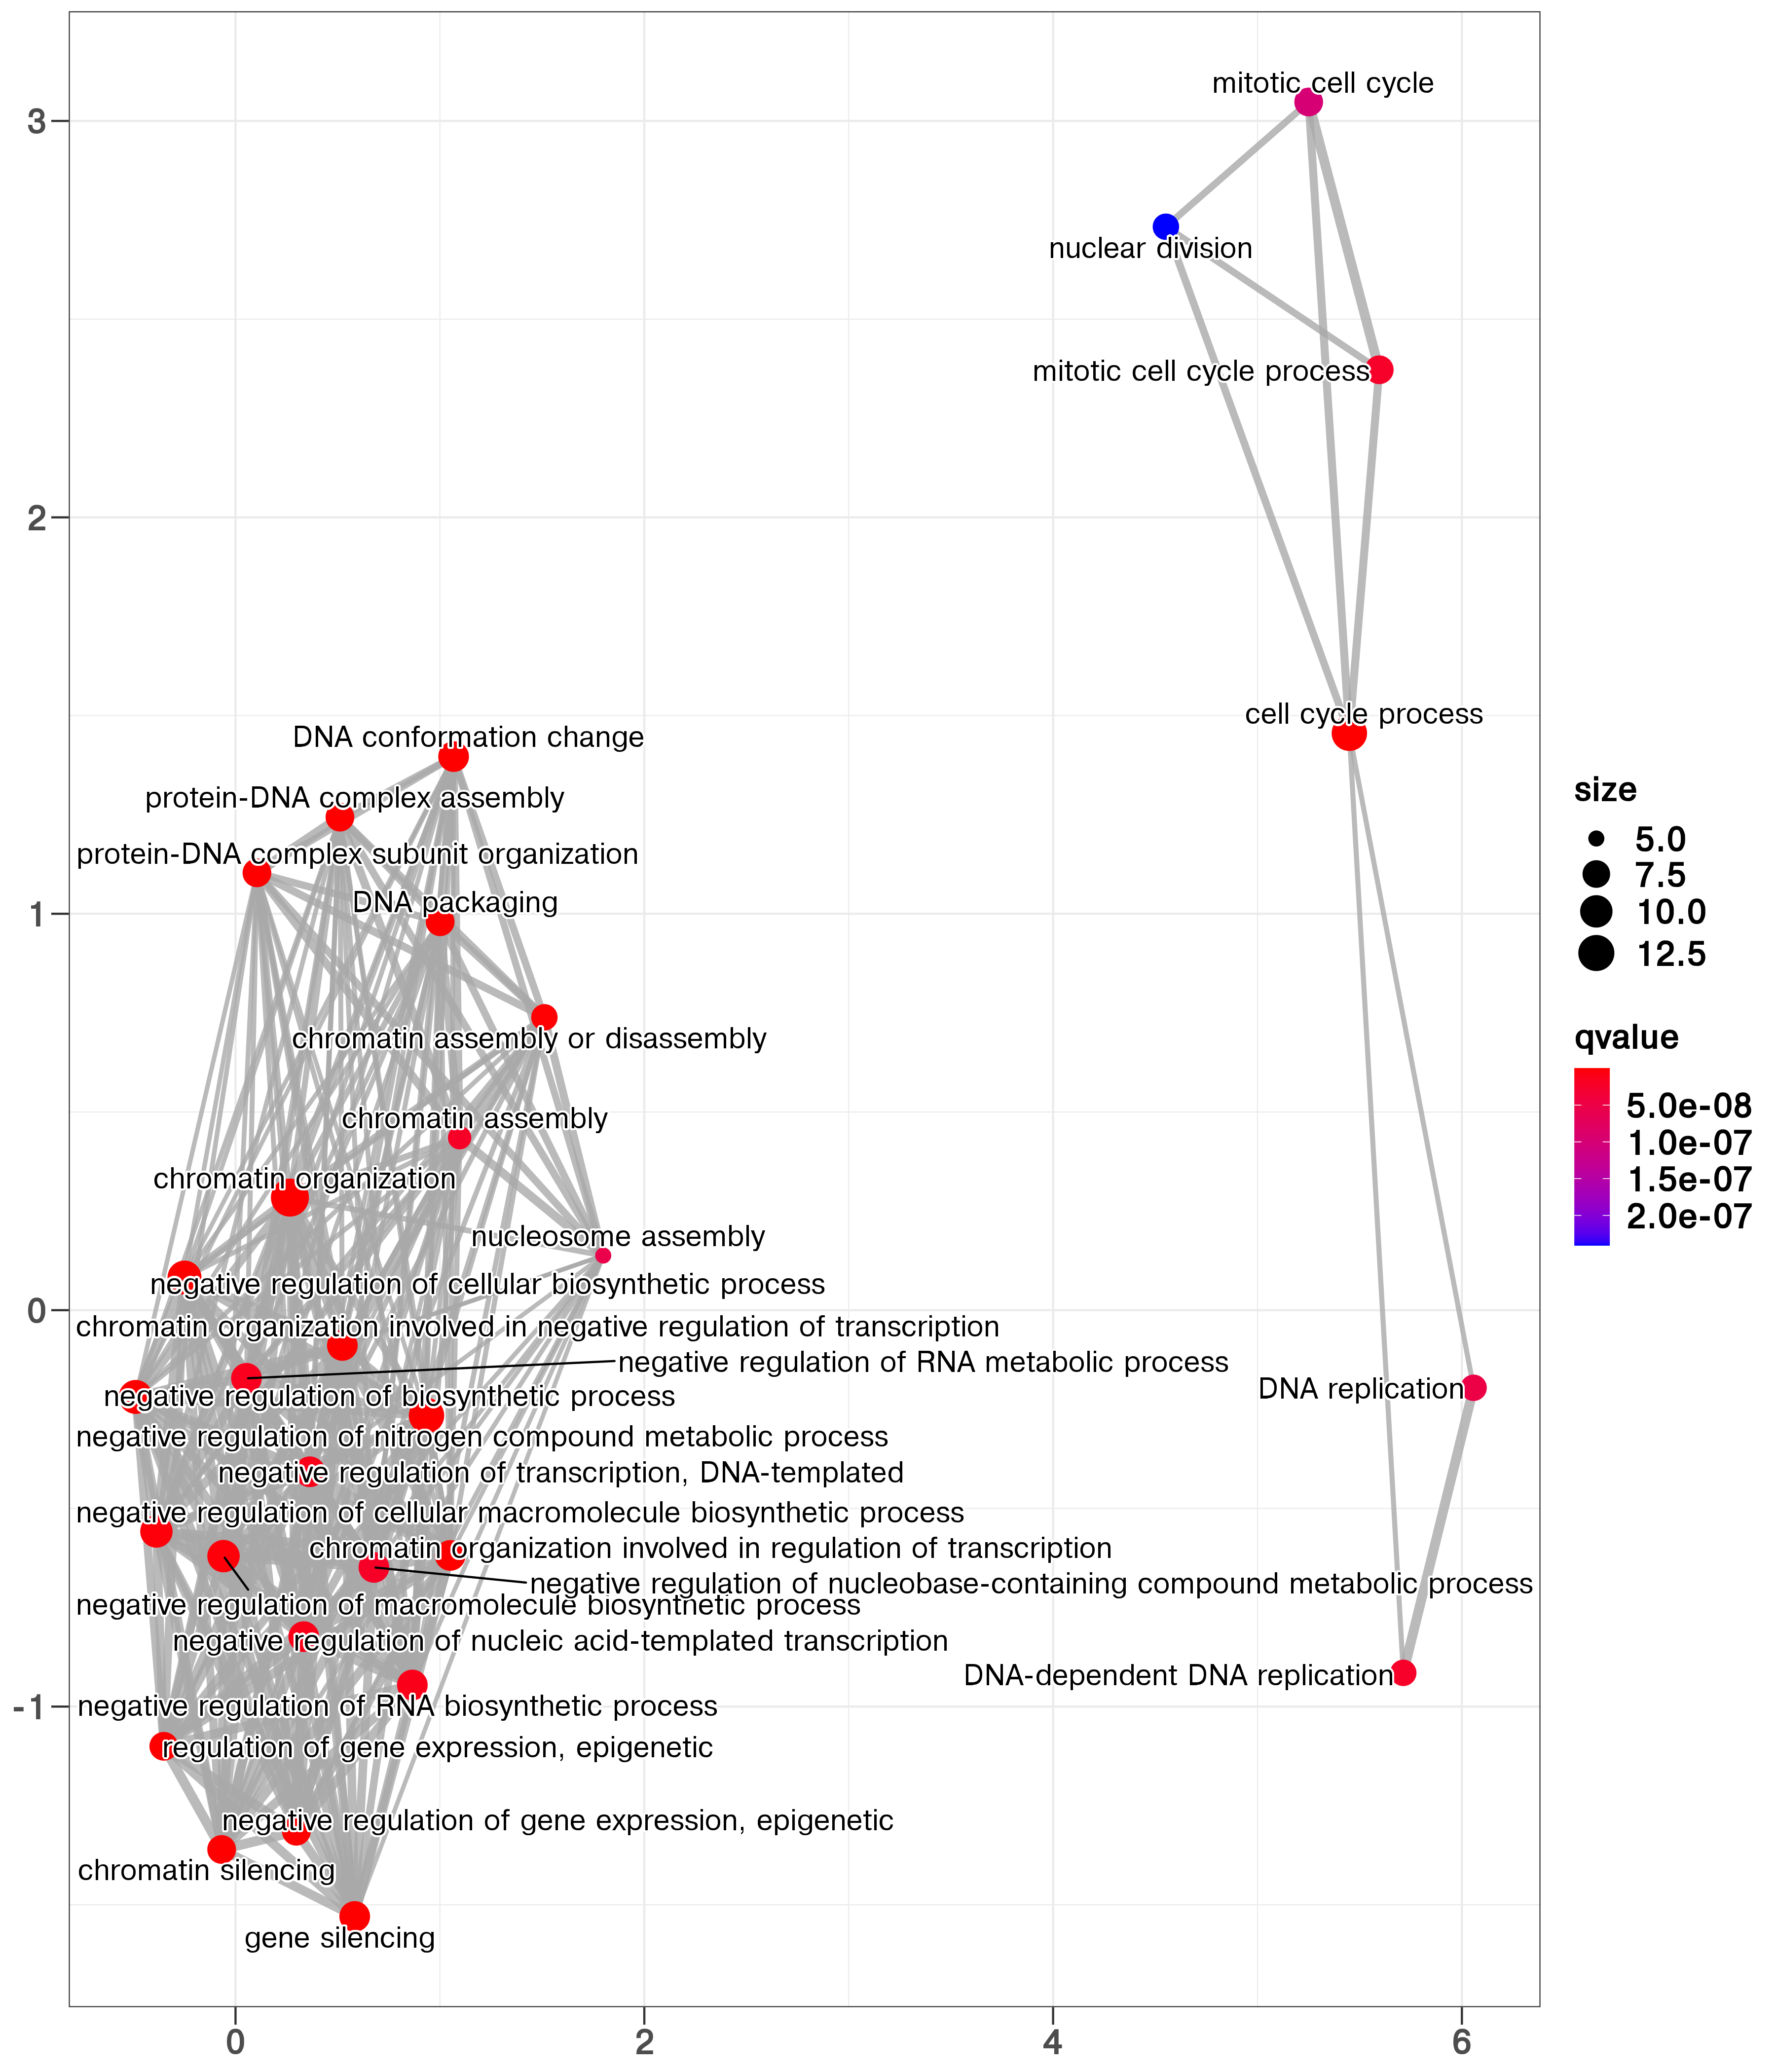 mitotic cell cycle
3
nuclear division
mitotic cell cycle process
2
cell cycle process
DNA conformation change
protein-DNA complex assembly
protein-DNA complex subunit organization
DNA packaging
1
chromatin assembly or disassembly
chromatin assembly
chromatin organization
nucleosome assembly
negative regulation of cellular biosynthetic process
0
chromatin organization involved in negative regulation of transcription
negative regulation of RNA metabolic process
DNA replication
negative regulation of biosynthetic process
negative regulation of nitrogen compound metabolic process
negative regulation of transcription, DNA-templated
negative regulation of cellular macromolecule biosynthetic process
chromatin organization involved in regulation of transcription
negative regulation of nucleobase-containing compound metabolic process
negative regulation of macromolecule biosynthetic process
negative regulation of nucleic acid-templated transcription
DNA-dependent DNA replication
negative regulation of RNA biosynthetic process
-1
regulation of gene expression, epigenetic
negative regulation of gene expression, epigenetic
chromatin silencing
gene silencing
0 2 4 6
size
5.0
7.5
10.0
12.5
qvalue
5.0e-08
1.0e-07
1.5e-07
2.0e-07